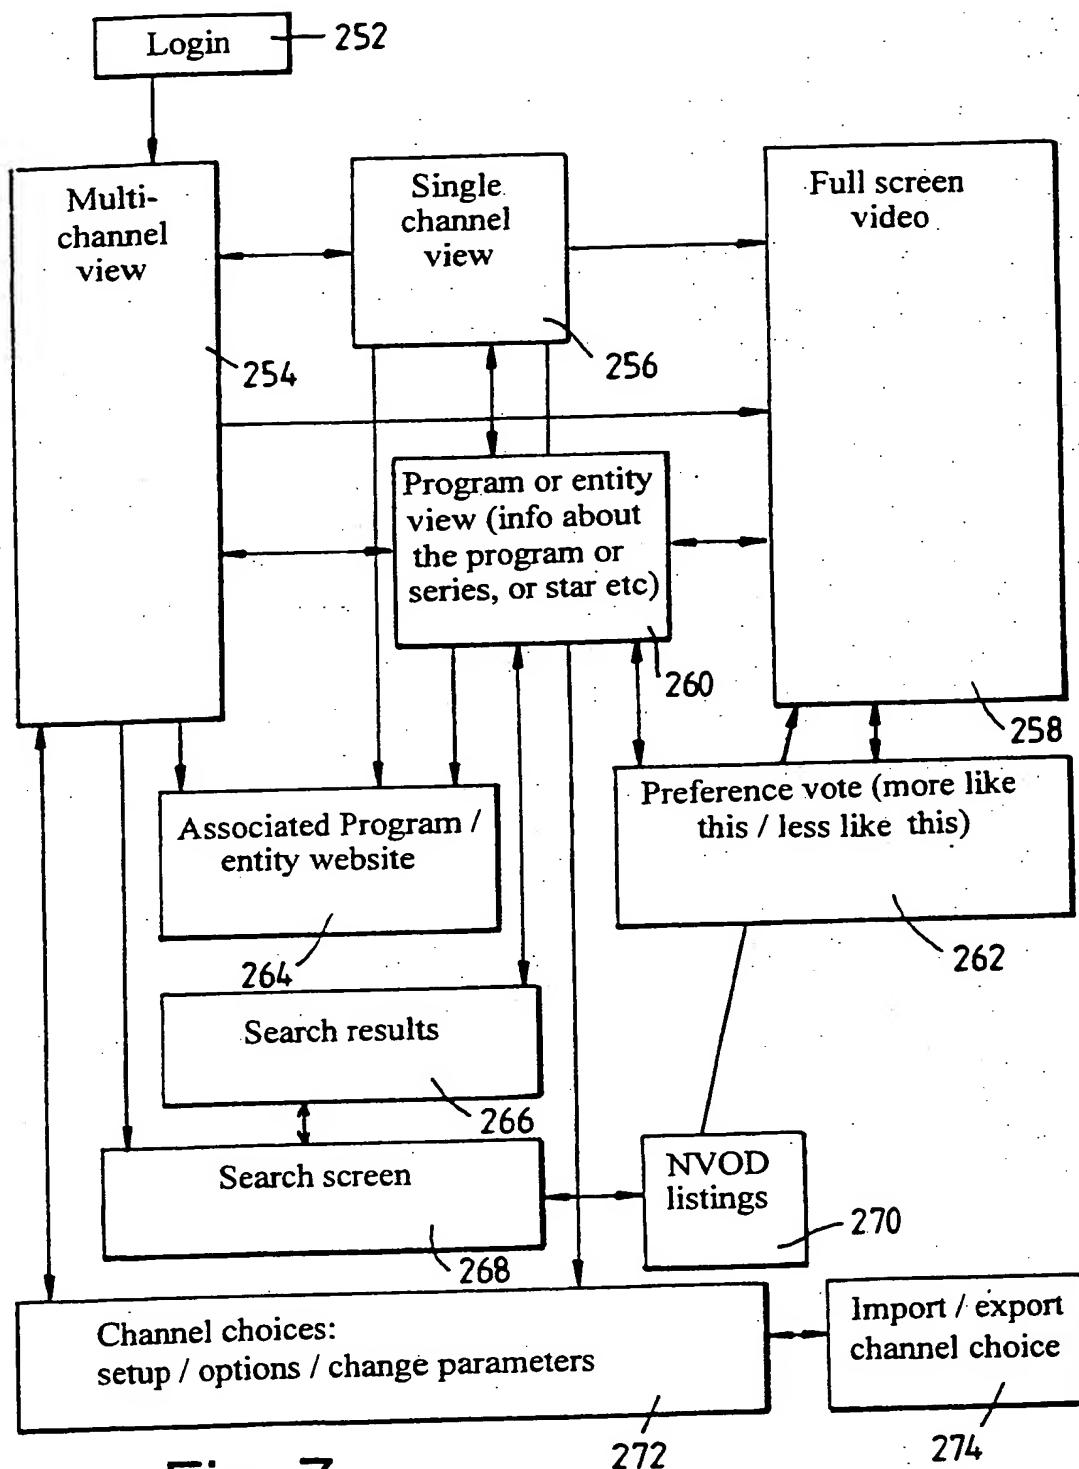 Login
252
Multi-
channel
view
254
Single
channel
view
256
Full screen
video
258
Program or entity
view (info about
the program or
series, or star etc)
260
Preference vote (more like
this / less like this)
262
Associated Program /
entity website
264
Search results
266
Search screen
268
NVOD
listings
270
Channel choices:
setup / options / change parameters
272
Import / export
channel choice
274